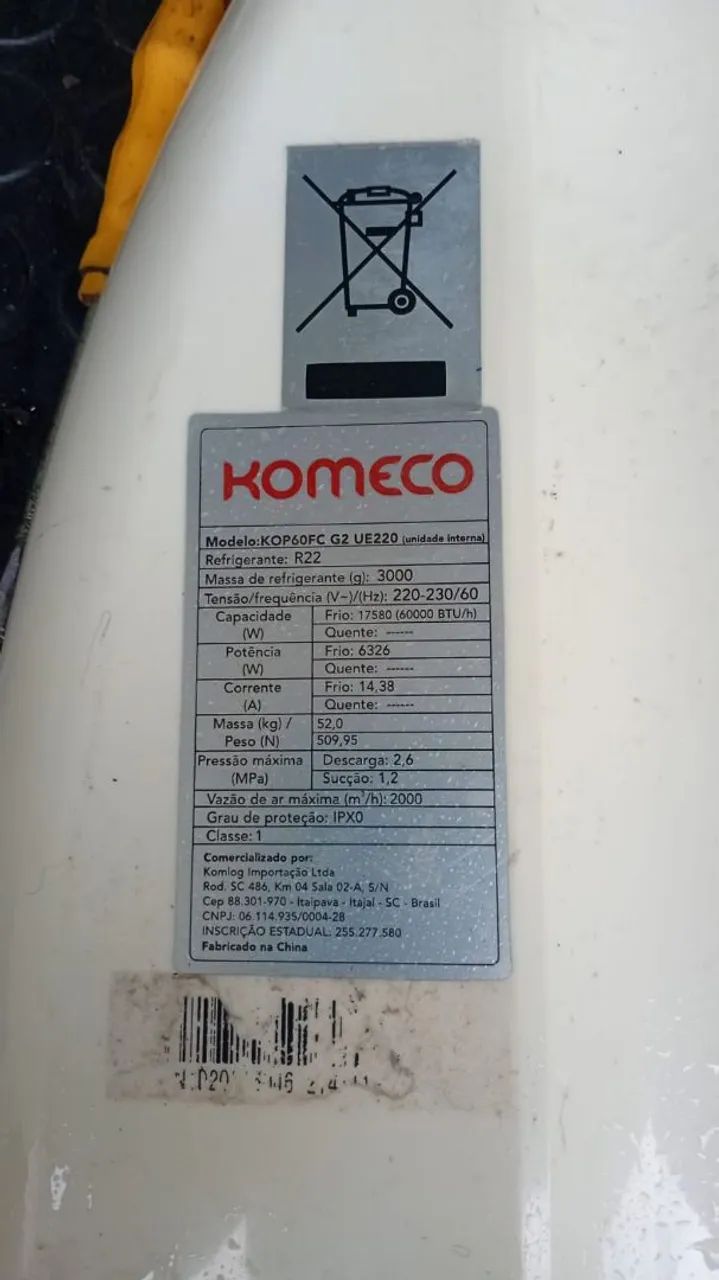 KOMECO
Modelo:KOP60FC G2 UE220 (unidade interna)
Refrigerante: R22
Massa de refrigerante (g): 3000
Tensão/frequência (V~)/(Hz): 220-230/60
Capacidade (W) Frio: 17580 (60000 BTU/h)
Quente: ------
Potência (W) Frio: 6326
Quente: ------
Corrente (A) Frio: 14,38
Quente: ------
Massa (kg) / 52,0
Peso (N) 509,95
Pressão máxima (MPa) Descarga: 2,6
Sucção: 1,2
Vazão de ar máxima (m³/h): 2000
Grau de proteção: IPX0
Classe: 1
Comercializado por:
Komlog Importação Ltda
Rod. SC 486, Km 04 Sala 02-A, S/N
Cep 88.301-970 - Itaipava - Itajaí - SC - Brasil
CNPJ: 06.114.935/0004-28
INSCRIÇÃO ESTADUAL: 255.277.580
Fabricado na China